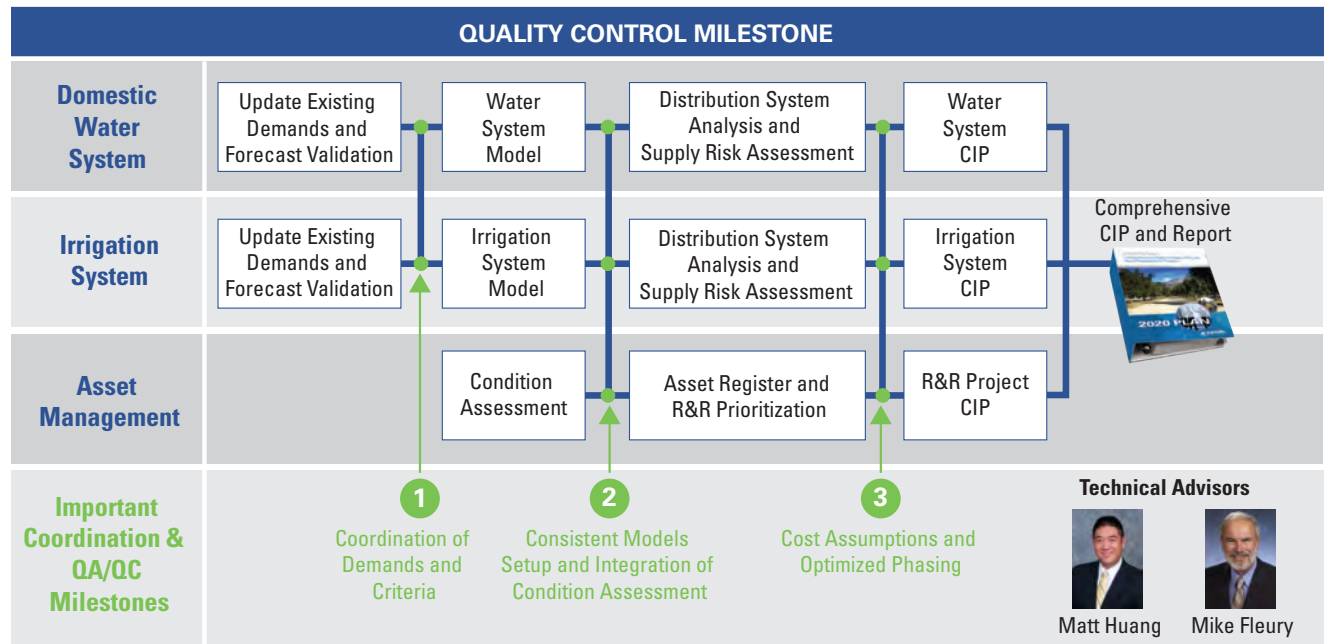 QUALITY CONTROL MILESTONE
Domestic
Water
System
Update Existing
Demands and
Forecast Validation
Water
System
Model
Distribution System
Analysis and
Supply Risk Assessment
Water
System
CIP
Irrigation
System
Update Existing
Demands and
Forecast Validation
Irrigation
System
Model
Distribution System
Analysis and
Supply Risk Assessment
Irrigation
System
CIP
Comprehensive
CIP and Report
2020 PLAN
Asset
Management
Condition
Assessment
Asset Register and
R&R Prioritization
R&R Project
CIP
Important
Coordination &
QA/QC
Milestones
1
Coordination of
Demands and
Criteria
2
Consistent Models
Setup and Integration of
Condition Assessment
3
Cost Assumptions and
Optimized Phasing
Technical Advisors
Matt Huang
Mike Fleury